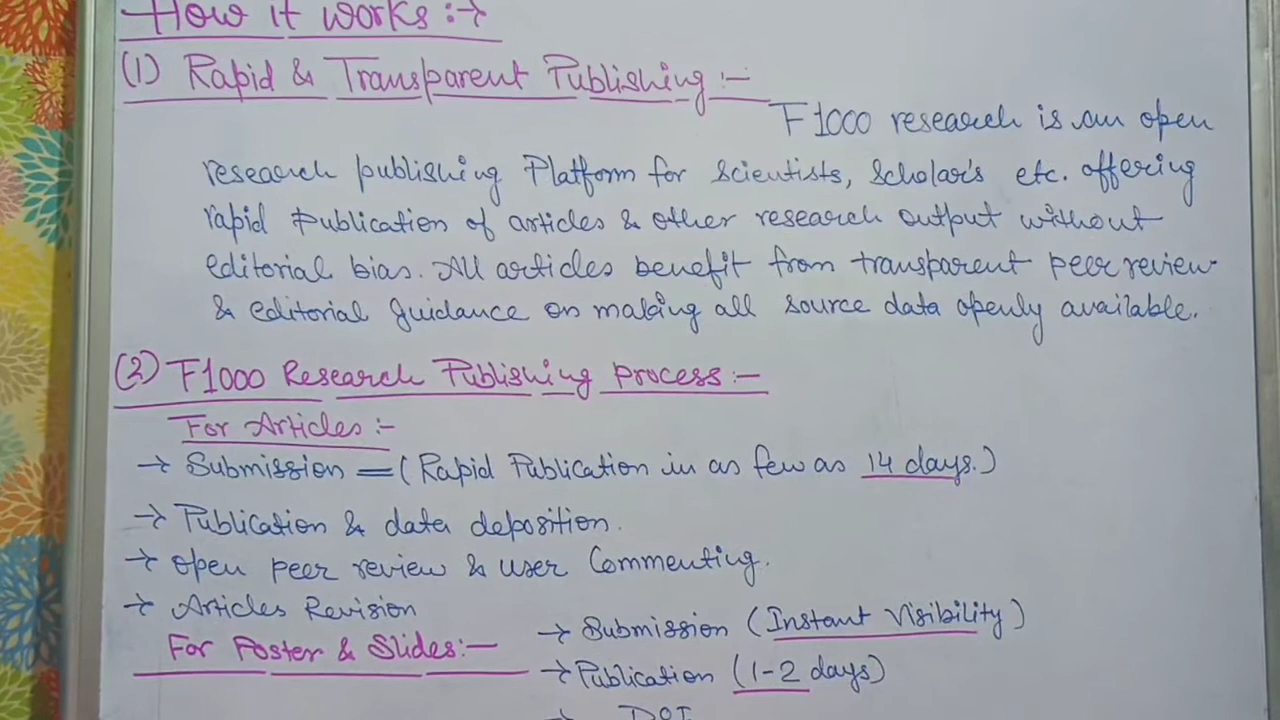 How it works :→
(1) Rapid & Transparent Publishing :-
F1000 research is an open
research publishing Platform for Scientists, Scholar's etc. offering
rapid Publication of articles & other research output without
editorial bias. All articles benefit from transparent peer review
& editorial guidance on making all source data openly available.
(2) F1000 Research Publishing Process :-
For Articles :-
→ Submission = (Rapid Publication in as few as 14 days.)
→ Publication & data deposition.
→ open peer review & user Commenting.
→ Articles Revision
For Poster & Slides :-
→ Submission (Instant Visibility)
→ Publication (1-2 days)
→ DOI